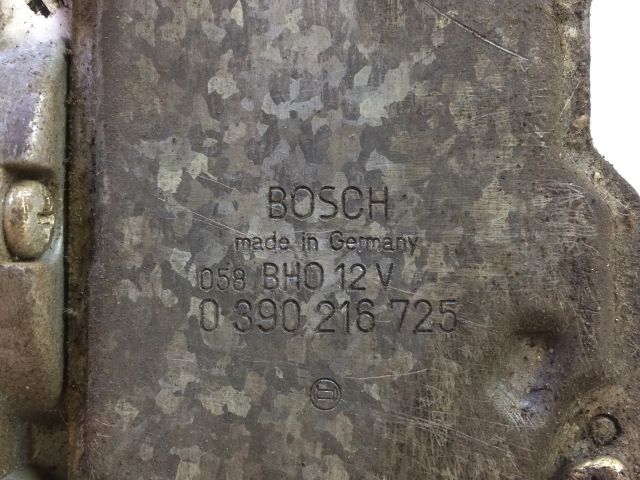 BOSCH
made in Germany
058 BHO 12 V
0 390 216 725